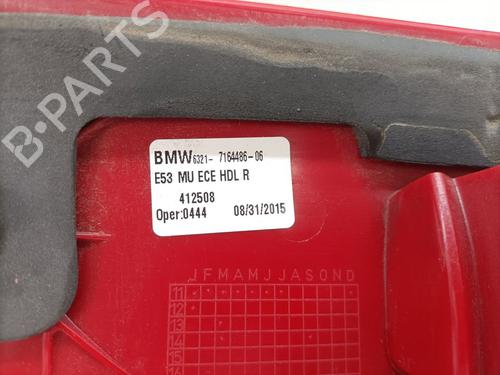 B-PARTS
BMW 6321- 7164486-06
E53 MU ECE HDL R
412508
Oper:0444 08/31/2015
JFMAMJJASOND
11
12
13
14
15